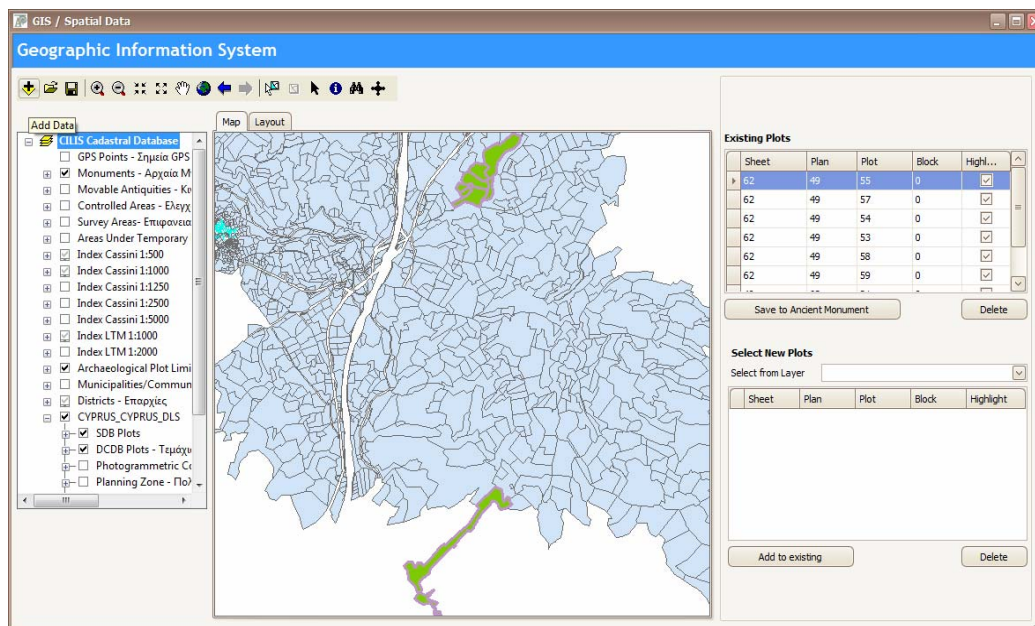 GIS / Spatial Data
Geographic Information System
Add Data
Map Layout
CILIS Cadastral Database
GPS Points - Σημεία GPS
Monuments - Αρχαία
Movable Antiquities -
Controlled Areas -
Survey Areas- Επιφανεια
Areas Under Temporary
Index Cassini 1:500
Index Cassini 1:1000
Index Cassini 1:1250
Index Cassini 1:2500
Index Cassini 1:5000
Index LTM 1:1000
Index LTM 1:2000
Archaeological Plot Limi
Municipalities/Commun
Districts - Επαρχίες
CYPRUS_CYPRUS_DLS
SDB Plots
DCDB Plots - Τεμάχι
Photogrammetric
Planning Zone -
Existing Plots
Sheet Plan Plot Block Highl...
62 49 55 0
62 49 57 0
62 49 54 0
62 49 53 0
62 49 58 0
62 49 59 0
Save to Ancient Monument Delete
Select New Plots
Select from Layer
Sheet Plan Plot Block Highlight
Add to existing Delete